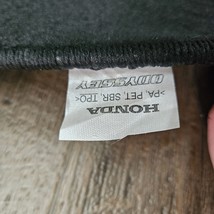 HONDA
>PA, PET, SBR, TPO<
ODYSSEY